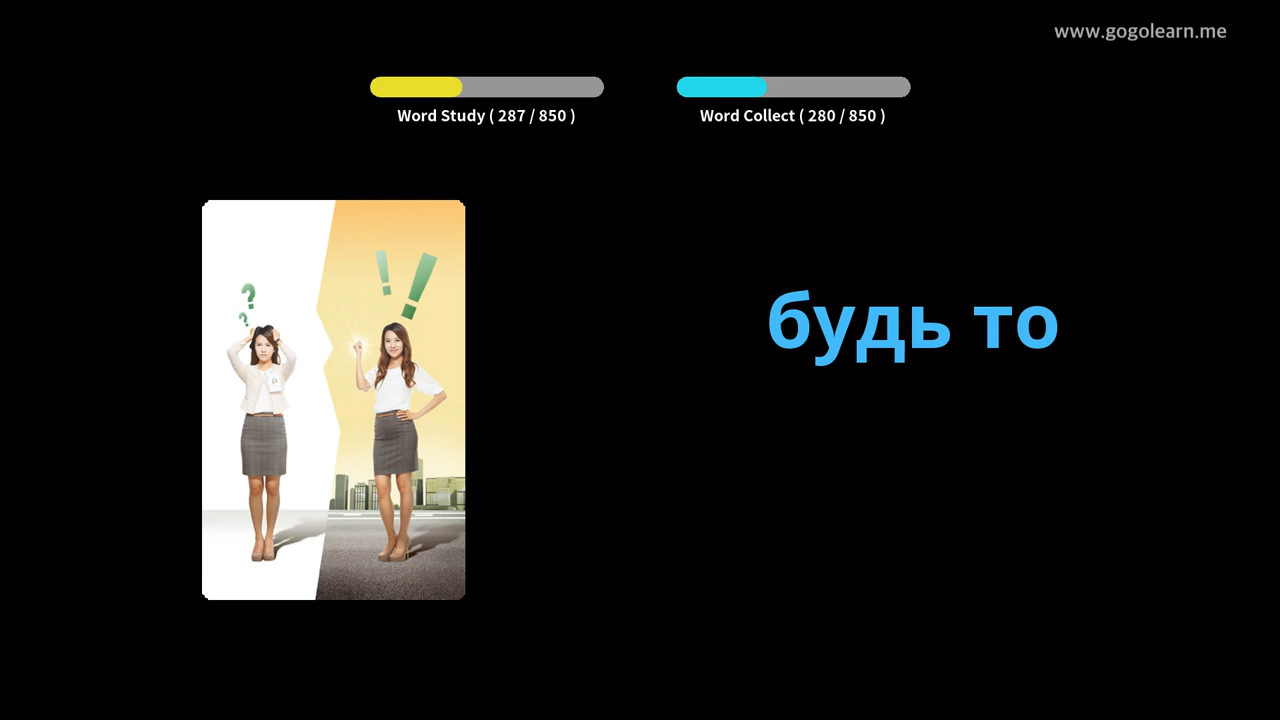 www.gogolearn.me
Word Study ( 287 / 850 )
Word Collect ( 280 / 850 )
? ?
! !
будь то